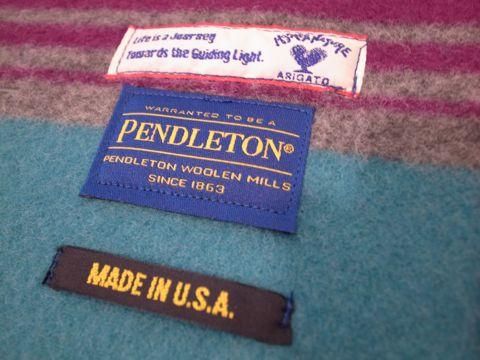 Life is a Journey
Towards the Guiding Light.
ARIGATO
WARRANTED TO BE A
PENDLETON®
PENDLETON WOOLEN MILLS
SINCE 1863
MADE IN U.S.A.